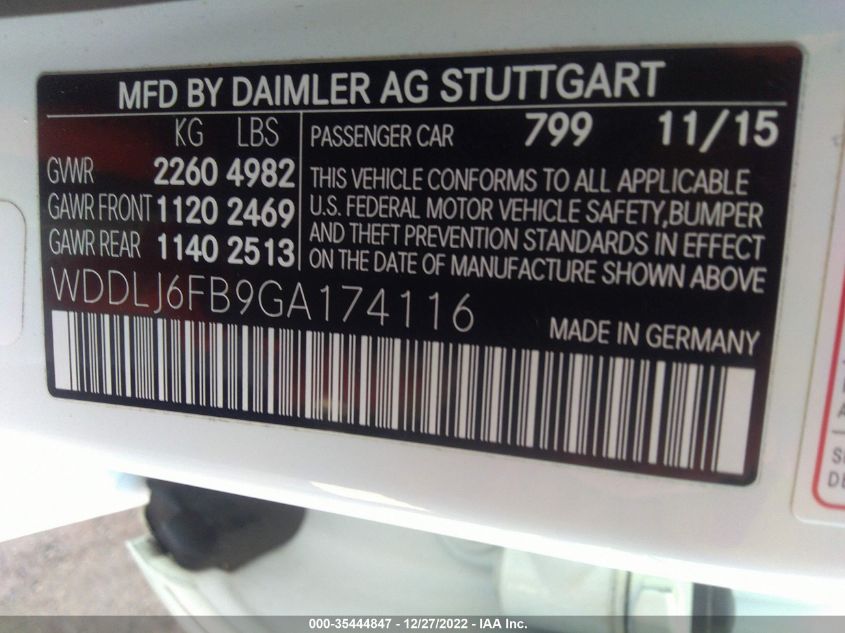 MFD BY DAIMLER AG STUTTGART
KG LBS
GVWR 2260 4982
GAWR FRONT 1120 2469
GAWR REAR 1140 2513
PASSENGER CAR 799 11/15
THIS VEHICLE CONFORMS TO ALL APPLICABLE
U.S. FEDERAL MOTOR VEHICLE SAFETY,BUMPER
AND THEFT PREVENTION STANDARDS IN EFFECT
ON THE DATE OF MANUFACTURE SHOWN ABOVE
WDDLJ6FB9GA174116
MADE IN GERMANY
000-35444847 - 12/27/2022 - IAA Inc.